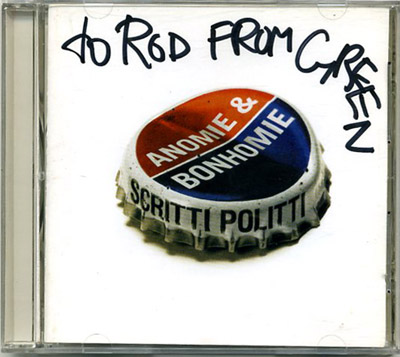 to ROD FROM GREEN
ANOMIE &
BONHOMIE
SCRITTI POLITTI